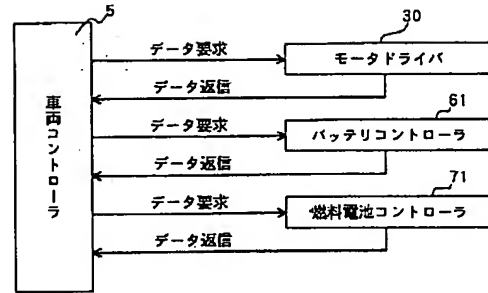 5
車両コントローラ
データ要求
30
モータドライバ
データ返信
データ要求
61
バッテリコントローラ
データ返信
データ要求
71
燃料電池コントローラ
データ返信